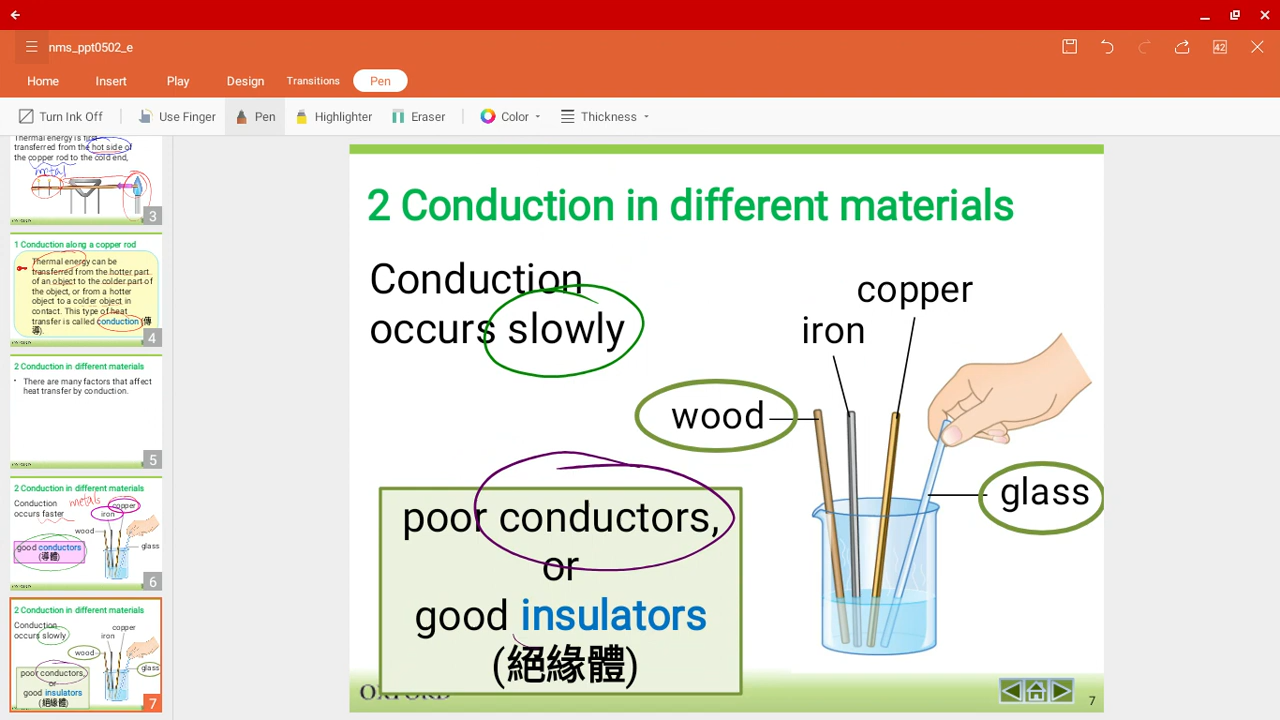 nms_ppt0502_e
42
Home Insert Play Design Transitions Pen
Turn Ink Off Use Finger Pen Highlighter Eraser Color Thickness
Thermal energy is first
transferred from the hot side of
the copper rod to the cold end,
metal
3
1 Conduction along a copper rod
Thermal energy can be
transferred from the hotter part
of an object to the colder part of
the object, or from a hotter
object to a colder object in
contact. This type of heat
transfer is called conduction (傳
導).
4
2 Conduction in different materials
• There are many factors that affect
heat transfer by conduction.
5
2 Conduction in different materials
Conduction
occurs faster
metals
copper
iron
wood
glass
good conductors
(導體)
6
2 Conduction in different materials
Conduction
occurs slowly
copper
iron
wood
glass
poor conductors,
or
good insulators
(絕緣體)
7
2 Conduction in different materials
Conduction
occurs slowly
copper
iron
wood
glass
poor conductors,
or
good insulators
(絕緣體)
OXFORD
7